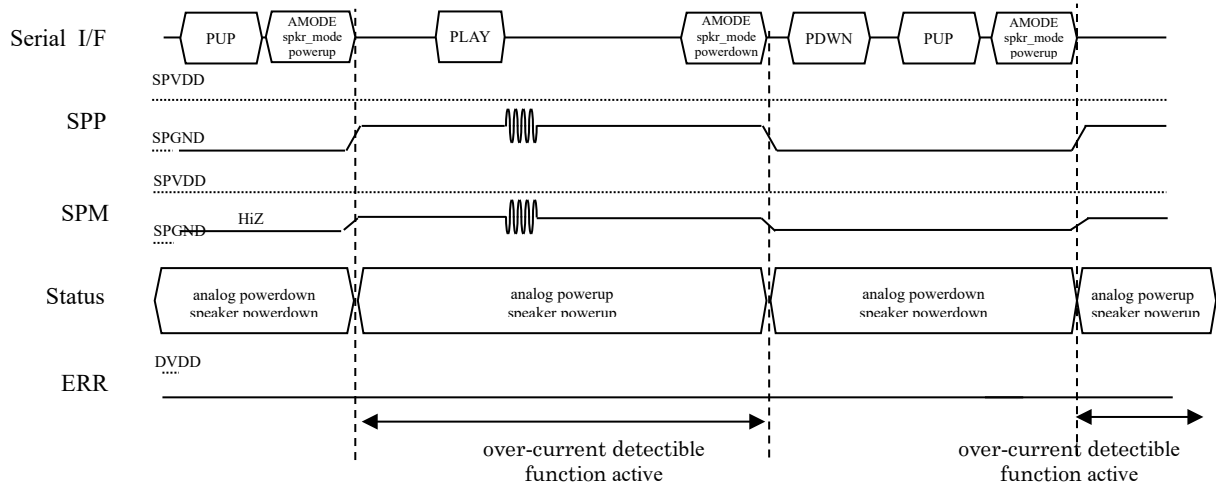 Serial I/F
PUP
AMODE
spkr_mode
powerup
PLAY
AMODE
spkr_mode
powerdown
PDWN
PUP
AMODE
spkr_mode
powerup
SPVDD
SPP
SPGND
SPVDD
SPM
SPGND
HiZ
Status
analog powerdown
speaker powerdown
analog powerup
speaker powerup
analog powerdown
speaker powerdown
analog powerup
speaker powerup
DVDD
ERR
over-current detectible
function active
over-current detectible
function active